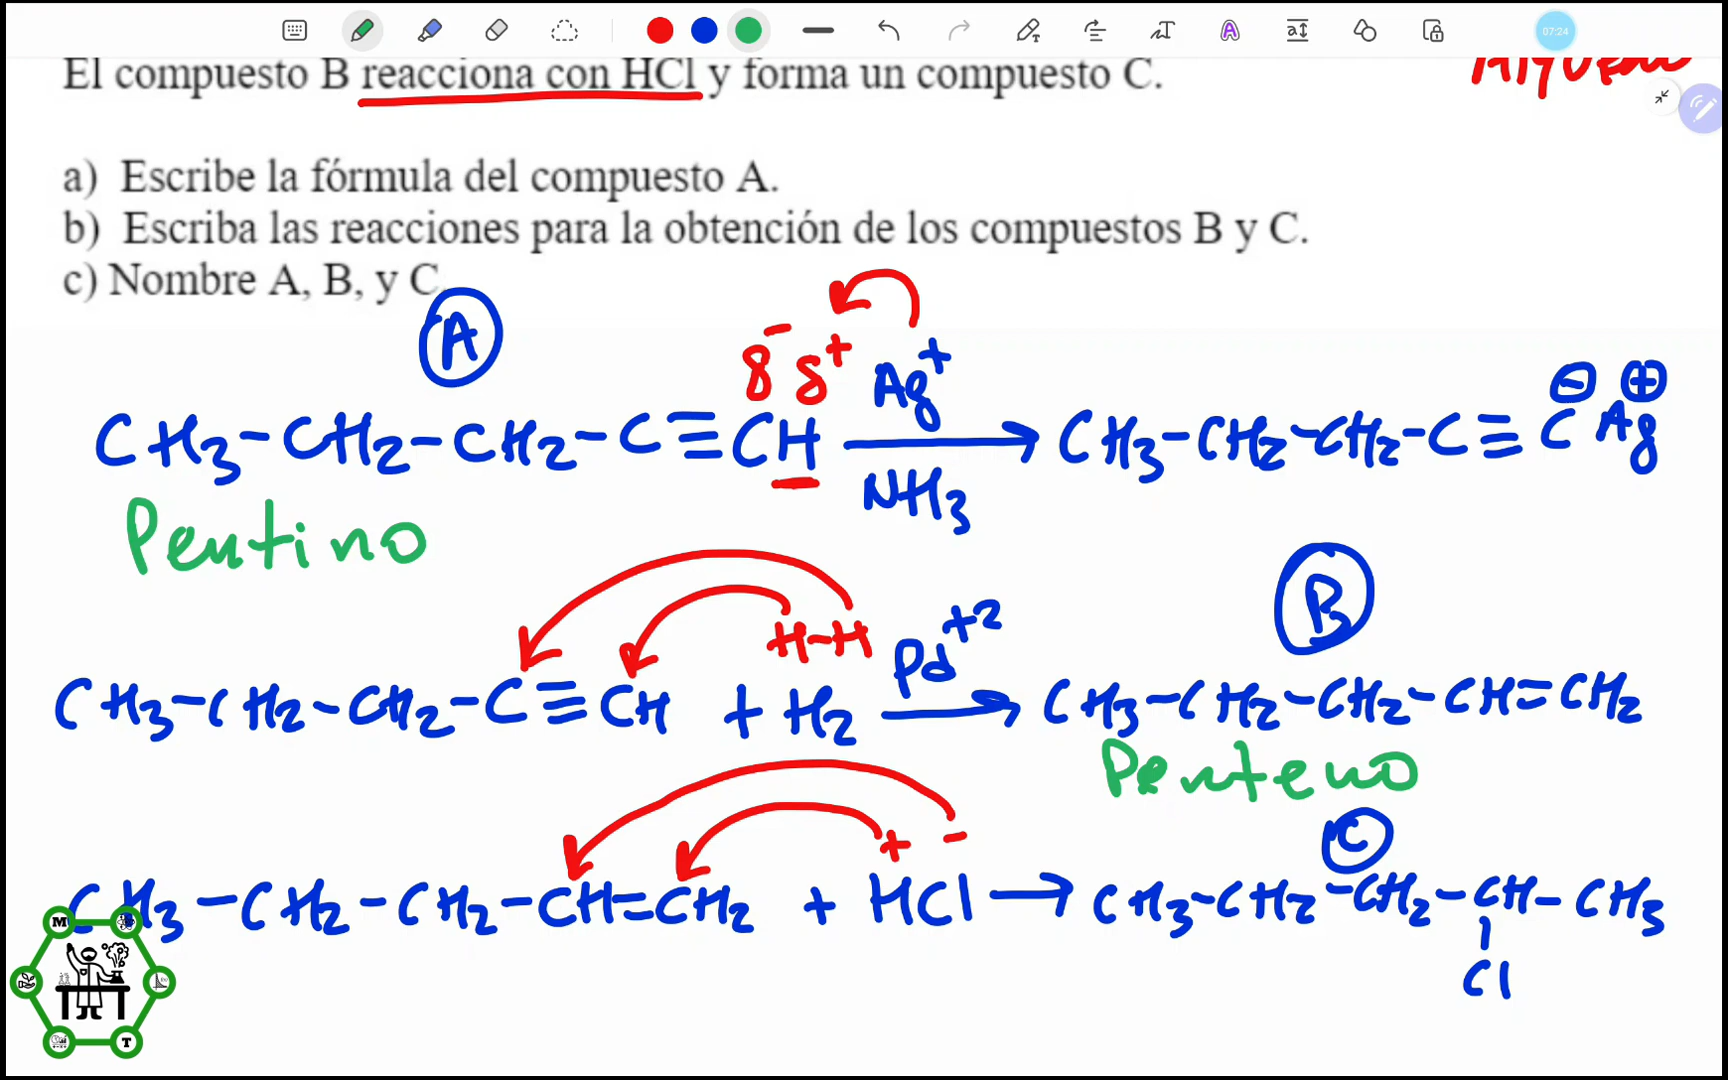 07:24
El compuesto B reacciona con HCl y forma un compuesto C.
Alqueno
a) Escribe la fórmula del compuesto A.
b) Escriba las reacciones para la obtención de los compuestos B y C.
c) Nombre A, B, y C.
A
δ⁻ δ⁺ Ag⁺
CH₃-CH₂-CH₂-C≡CH → CH₃-CH₂-CH₂-C≡C⊖ Ag⊕
NH₃
Pentino
B
H-H Pd⁺²
CH₃-CH₂-CH₂-C≡CH + H₂ → CH₃-CH₂-CH₂-CH=CH₂
Penteno
C
+ -
CH₃-CH₂-CH₂-CH=CH₂ + HCl → CH₃-CH₂-CH₂-CH-CH₃
Cl
M
T